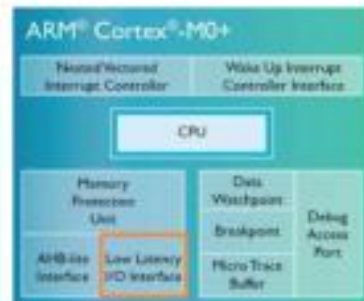 ARM® Cortex®-M0+
Nested Vectored
Interrupt Controller
Wake Up Interrupt
Controller Interface
CPU
Memory
Protection
Unit
AHB-lite
Interface
Low Latency
I/O Interface
Data
Watchpoint
Breakpoint
Micro Trace
Buffer
Debug
Access
Port